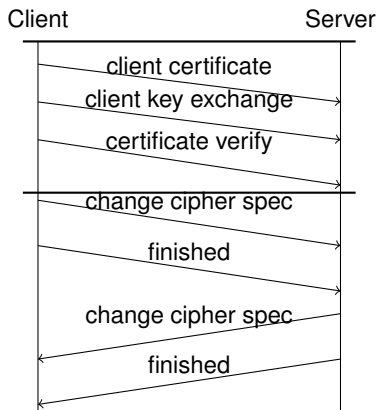 Client Server
client certificate
client key exchange
certificate verify
change cipher spec
finished
change cipher spec
finished